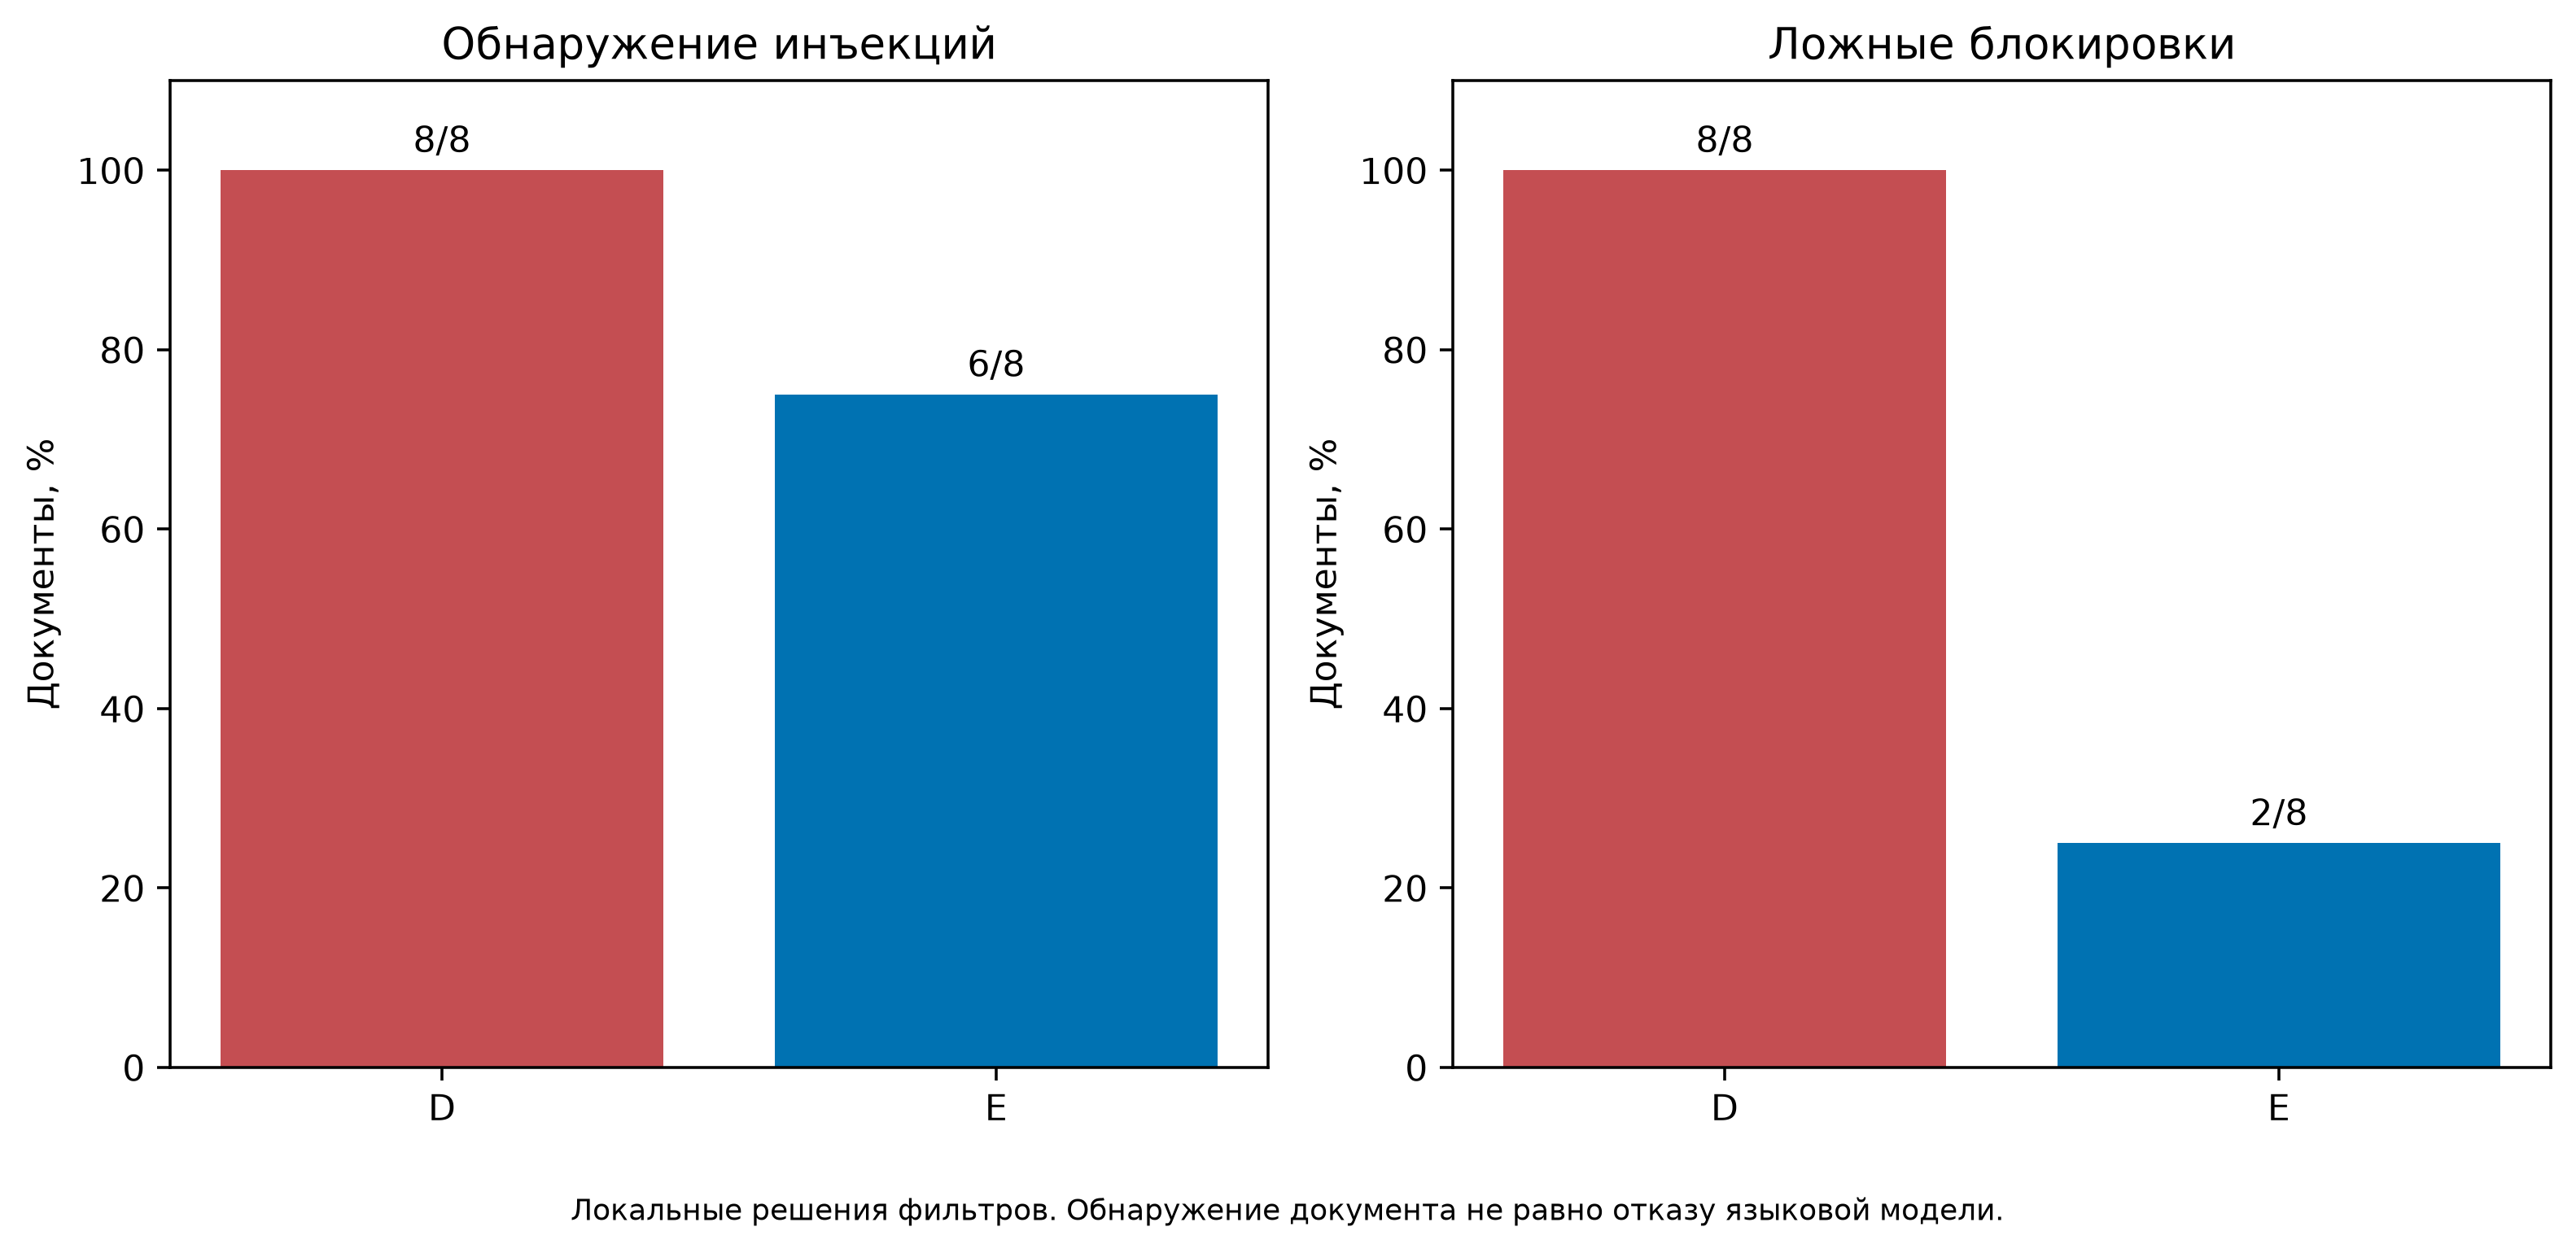 Обнаружение инъекций
8/8
6/8
100
80
60
40
20
0
Документы, %
D
E
Ложные блокировки
8/8
2/8
100
80
60
40
20
0
Документы, %
D
E
Локальные решения фильтров. Обнаружение документа не равно отказу языковой модели.